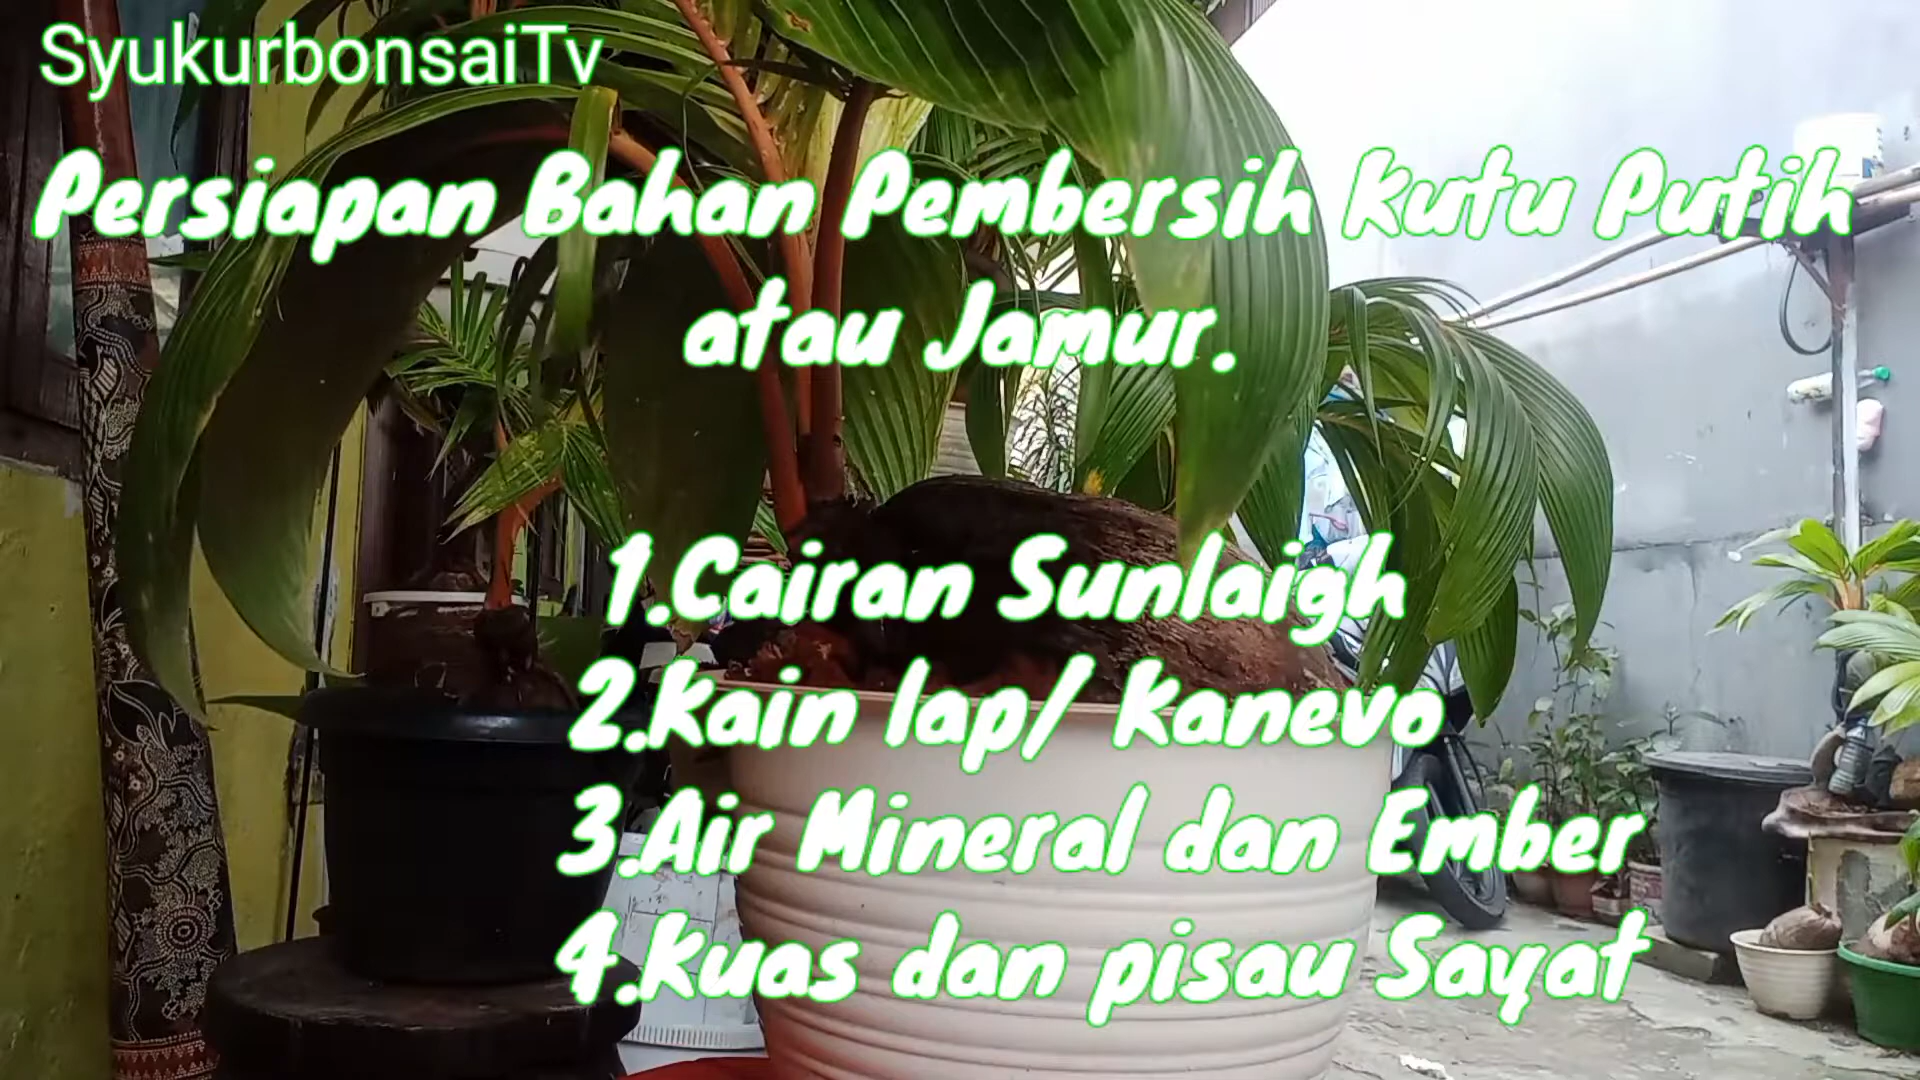 SyukurbonsaiTv
Persiapan Bahan Pembersih Kutu Putih
atau Jamur.
1.Cairan Sunlaigh
2.Kain lap/ Kanevo
3.Air Mineral dan Ember
4.Kuas dan pisau Sayat